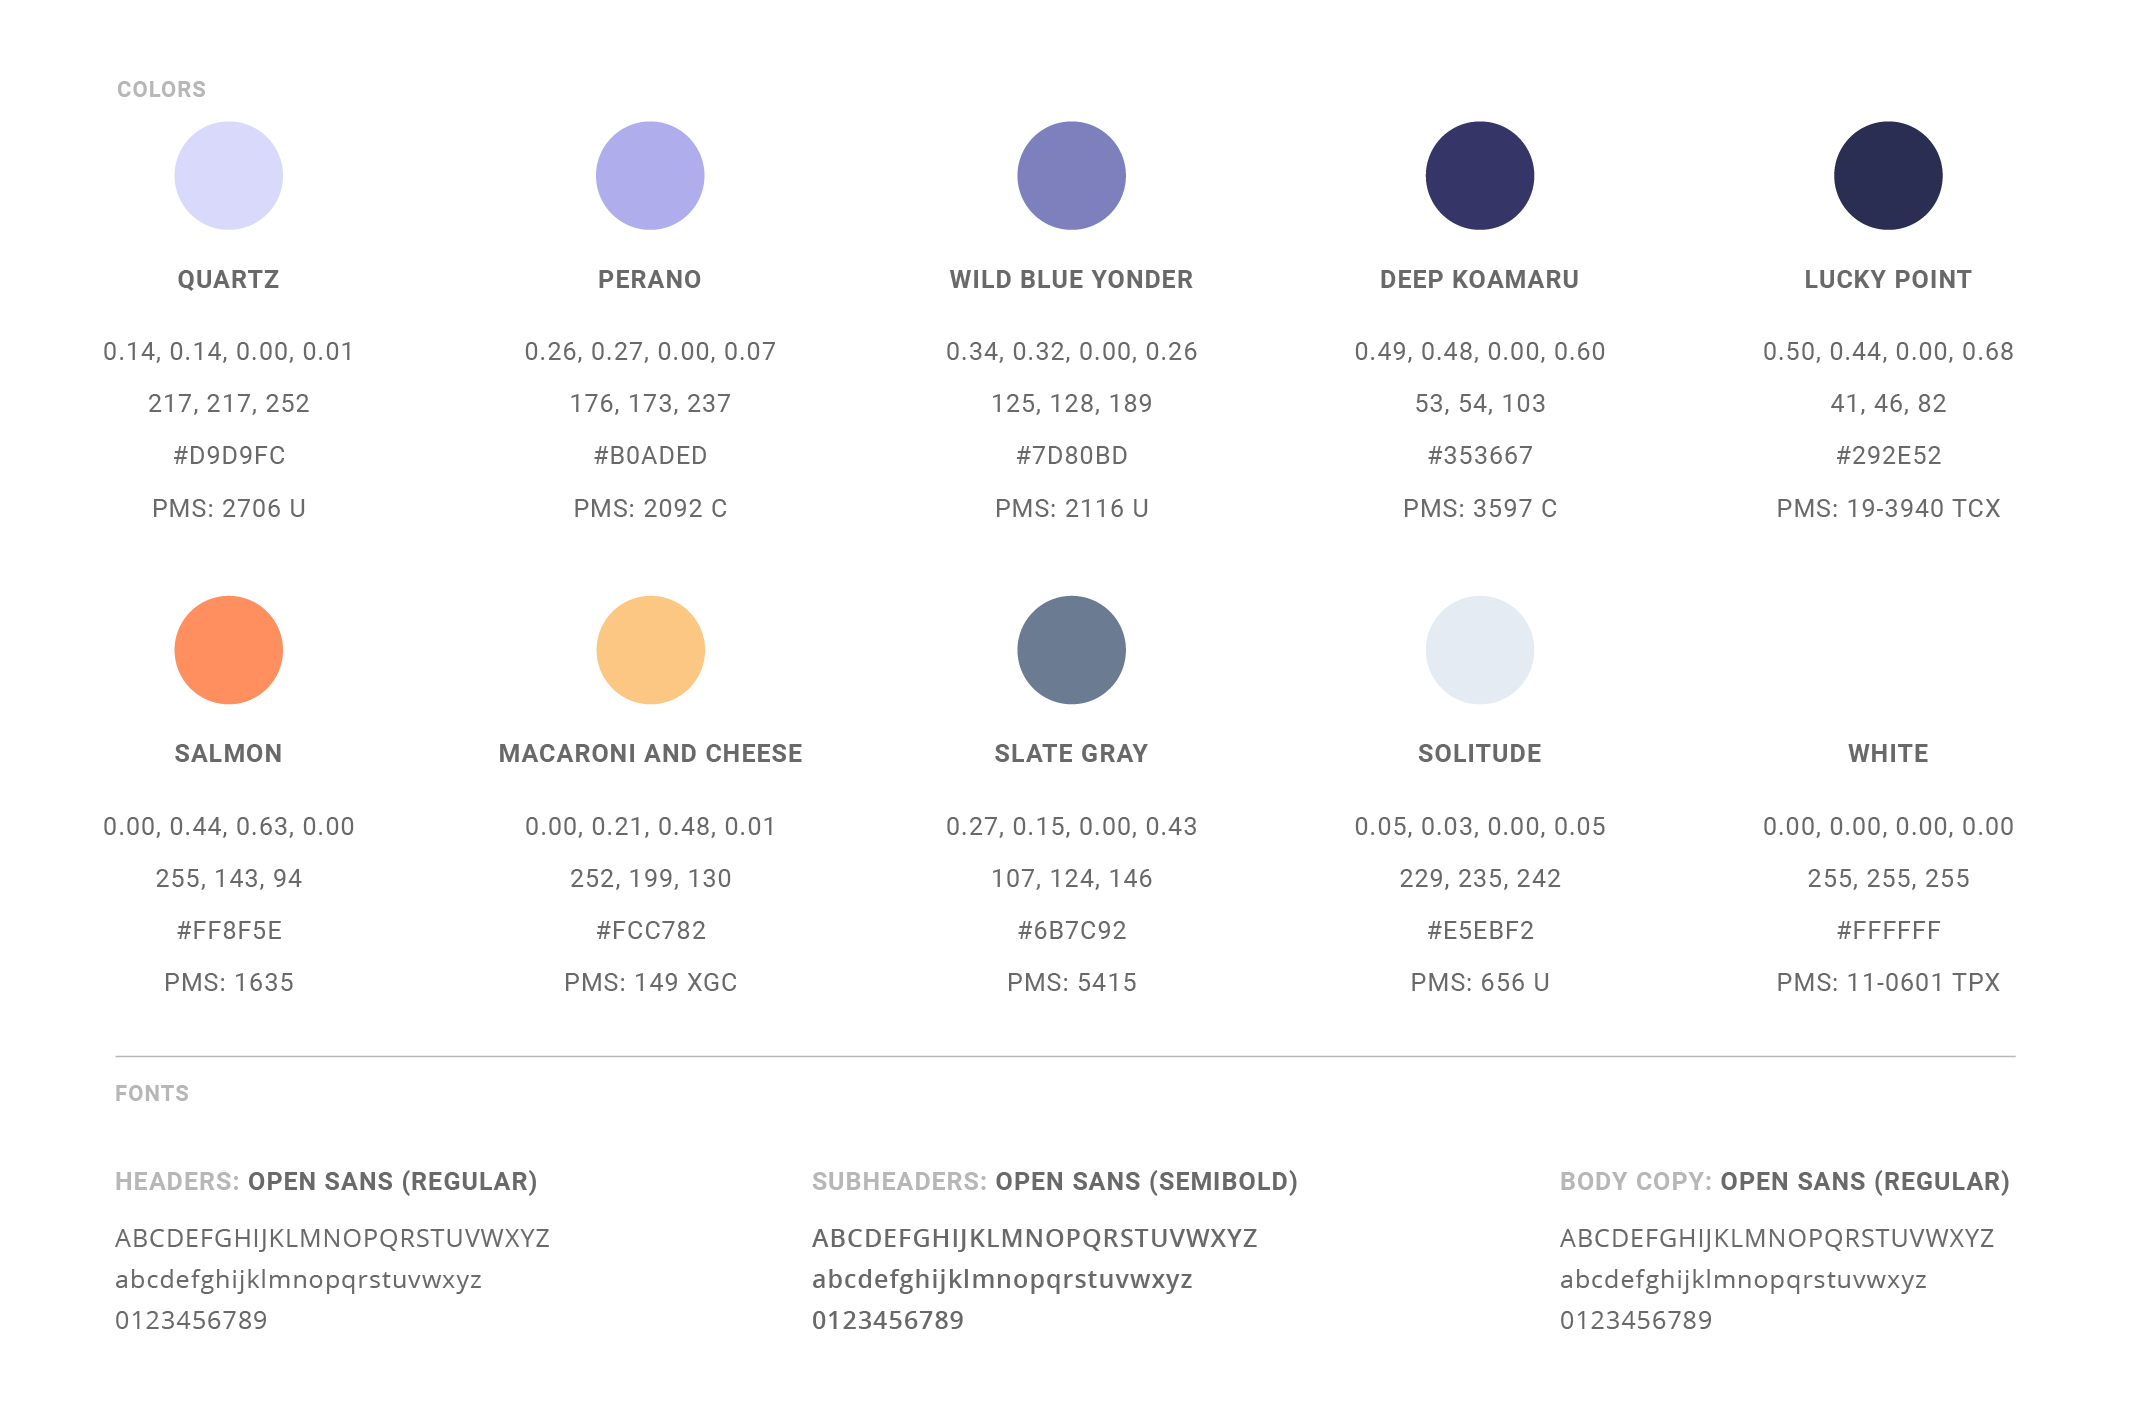 COLORS
QUARTZ
0.14, 0.14, 0.00, 0.01
217, 217, 252
#D9D9FC
PMS: 2706 U
PERANO
0.26, 0.27, 0.00, 0.07
176, 173, 237
#B0ADED
PMS: 2092 C
WILD BLUE YONDER
0.34, 0.32, 0.00, 0.26
125, 128, 189
#7D80BD
PMS: 2116 U
DEEP KOAMARU
0.49, 0.48, 0.00, 0.60
53, 54, 103
#353667
PMS: 3597 C
LUCKY POINT
0.50, 0.44, 0.00, 0.68
41, 46, 82
#292E52
PMS: 19-3940 TCX
SALMON
0.00, 0.44, 0.63, 0.00
255, 143, 94
#FF8F5E
PMS: 1635
MACARONI AND CHEESE
0.00, 0.21, 0.48, 0.01
252, 199, 130
#FCC782
PMS: 149 XGC
SLATE GRAY
0.27, 0.15, 0.00, 0.43
107, 124, 146
#6B7C92
PMS: 5415
SOLITUDE
0.05, 0.03, 0.00, 0.05
229, 235, 242
#E5EBF2
PMS: 656 U
WHITE
0.00, 0.00, 0.00, 0.00
255, 255, 255
#FFFFFF
PMS: 11-0601 TPX
FONTS
HEADERS: OPEN SANS (REGULAR)
ABCDEFGHIJKLMNOPQRSTUVWXYZ
abcdefghijklmnopqrstuvwxyz
0123456789
SUBHEADERS: OPEN SANS (SEMIBOLD)
ABCDEFGHIJKLMNOPQRSTUVWXYZ
abcdefghijklmnopqrstuvwxyz
0123456789
BODY COPY: OPEN SANS (REGULAR)
ABCDEFGHIJKLMNOPQRSTUVWXYZ
abcdefghijklmnopqrstuvwxyz
0123456789